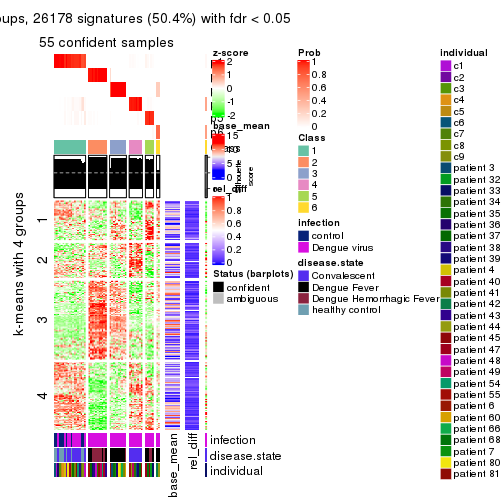 oups, 26178 signatures (50.4%) with fdr < 0.05
55 confident samples
k-means with 4 groups
1
2
3
4
base_mean
rel_diff
infection
disease.state
individual
z-score
2
1
0
-1
-2
base_mean
15
10
5
0
rel_diff
1
0.8
0.6
0.4
0.2
0
Status (barplots)
confident
ambiguous
silhouette
score
Prob
1
0.8
0.6
0.4
0.2
0
Class
1
2
3
4
5
6
infection
control
Dengue virus
disease.state
Convalescent
Dengue Fever
Dengue Hemorrhagic Fever
healthy control
individual
c1
c2
c3
c4
c5
c6
c7
c8
c9
patient 3
patient 32
patient 33
patient 34
patient 35
patient 36
patient 37
patient 38
patient 39
patient 4
patient 40
patient 41
patient 42
patient 43
patient 44
patient 45
patient 47
patient 48
patient 49
patient 54
patient 55
patient 6
patient 60
patient 66
patient 68
patient 7
patient 80
patient 81